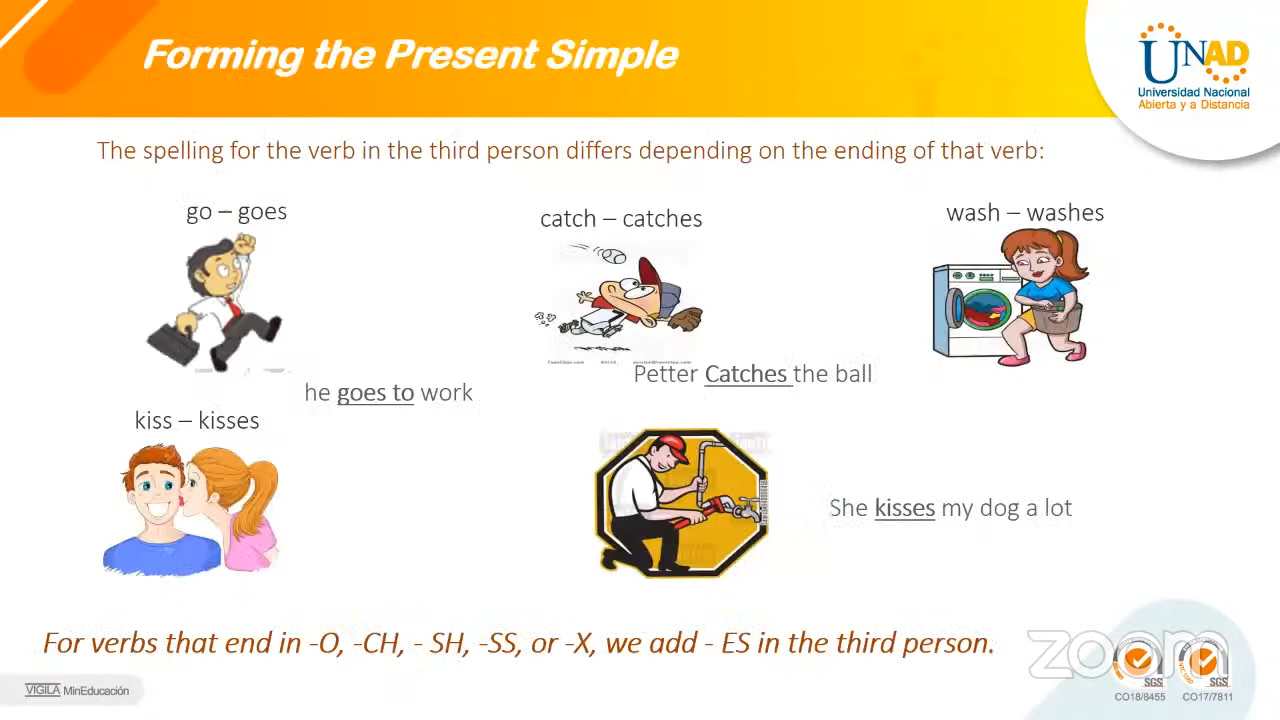 Forming the Present Simple
UNAD
Universidad Nacional
Abierta y a Distancia
The spelling for the verb in the third person differs depending on the ending of that verb:
go – goes
catch – catches
wash – washes
he goes to work
Petter Catches the ball
kiss – kisses
She kisses my dog a lot
For verbs that end in -O, -CH, - SH, -SS, or -X, we add - ES in the third person.
zoom
VIGILA MinEducación
SGS
SGS
CO18/8455
CO17/7811